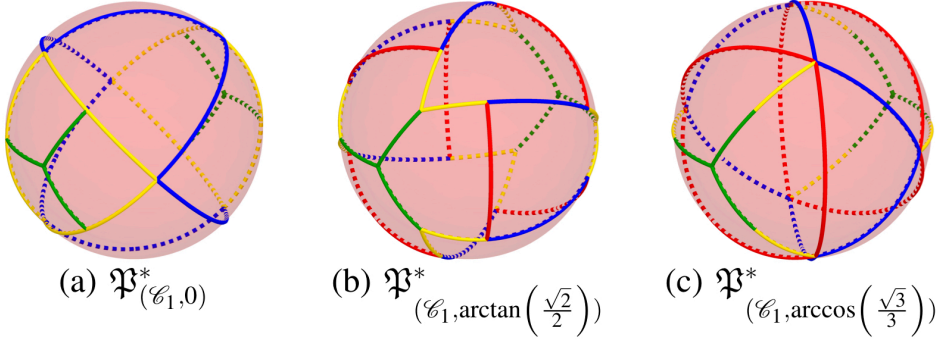 (a) 𝔓*_(𝒞₁,0)
(b) 𝔓*_(𝒞₁,arctan(√2/2))
(c) 𝔓*_(𝒞₁,arccos(√3/3))